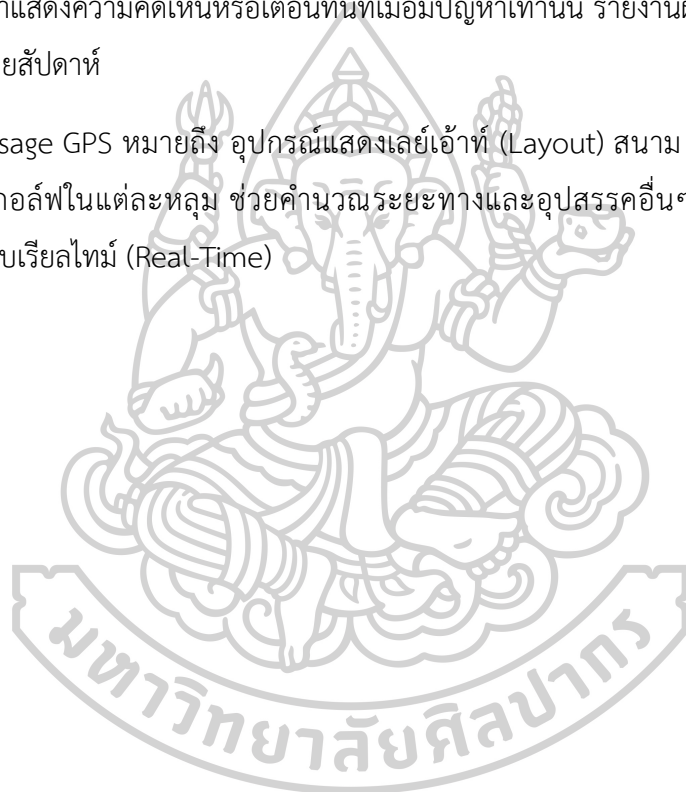 าแสดงความคิดเห็นหรือเตือนทันทีเมื่อมีปัญหาเท่านั้น รายงานผ
ยสัปดาห์
sage GPS หมายถึง อุปกรณ์แสดงเลย์เอ้าท์ (Layout) สนาม
กอล์ฟในแต่ละหลุม ช่วยคำนวณระยะทางและอุปสรรคอื่นๆ
บเรียลไทม์ (Real-Time)
มหาวิทยาลัยศิลปากร